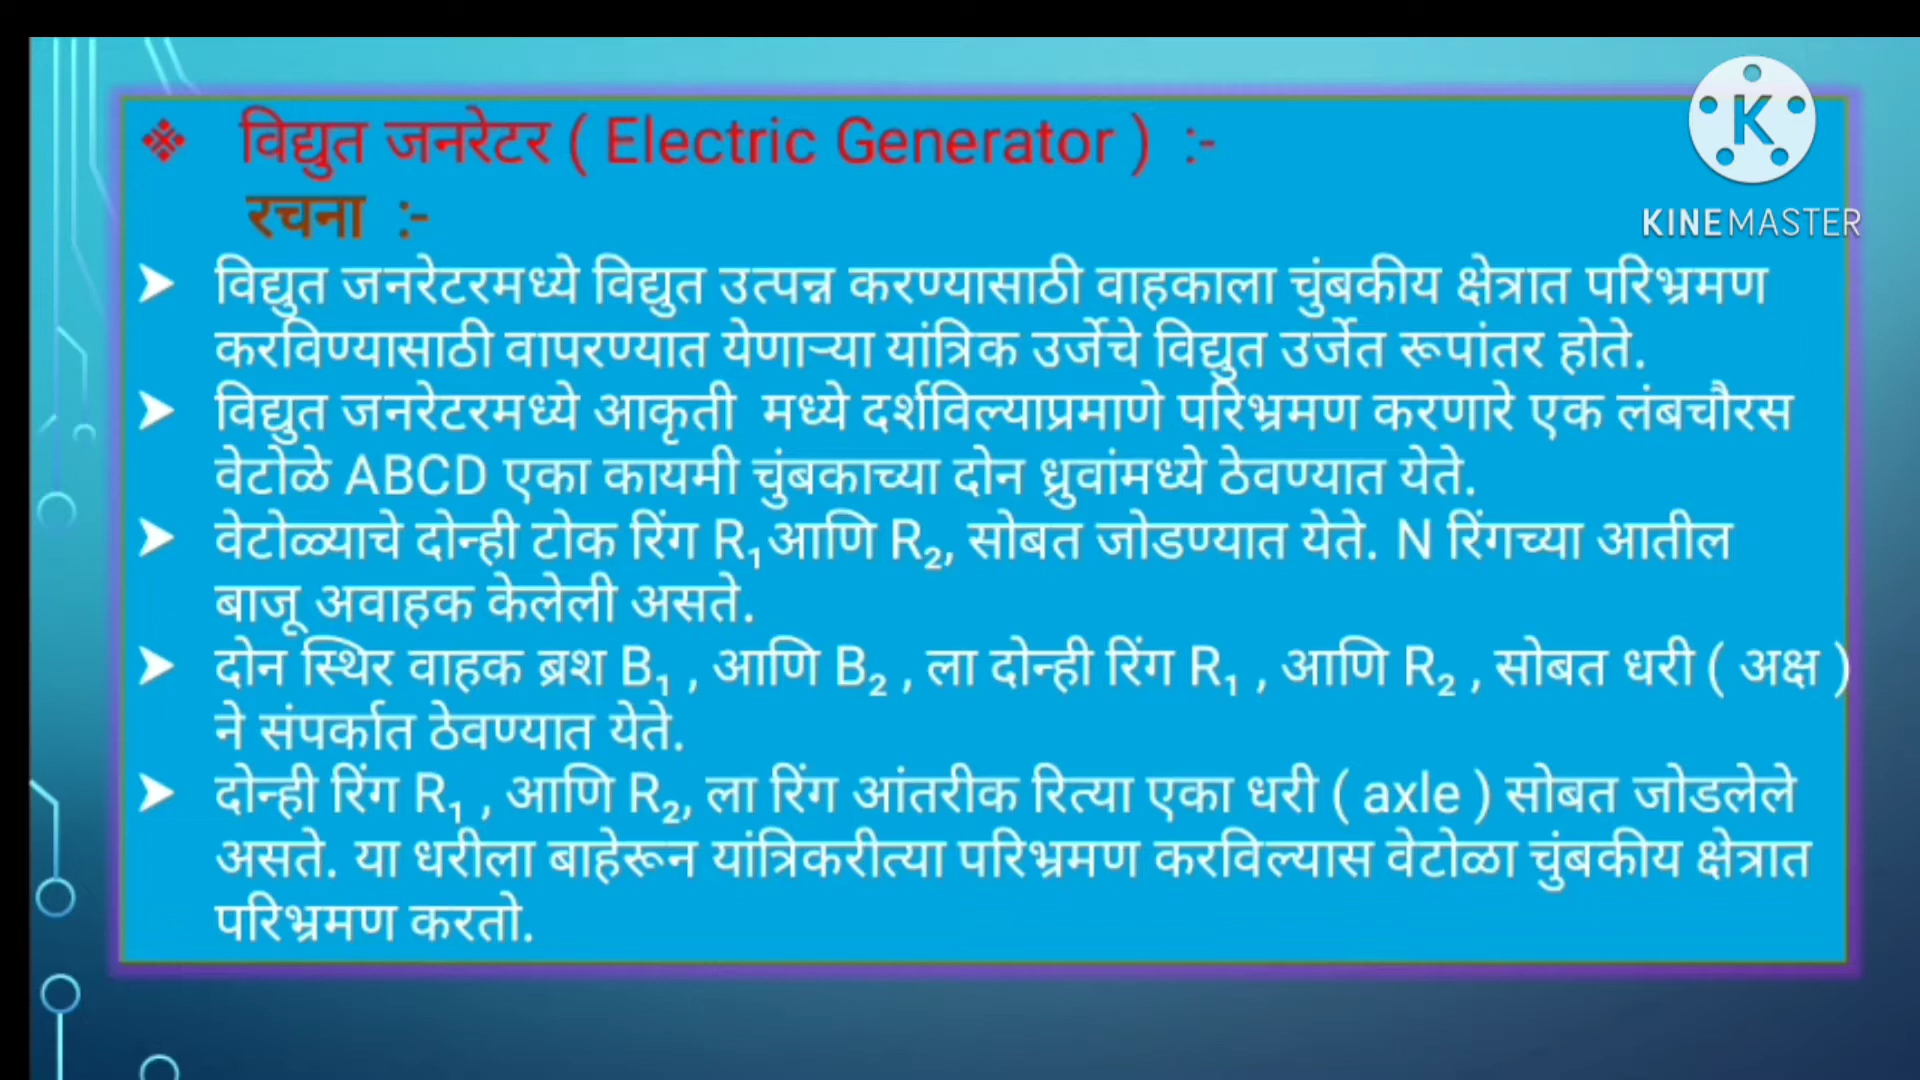 ❖ विद्युत जनरेटर ( Electric Generator ) :-
रचना :-
➤ विद्युत जनरेटरमध्ये विद्युत उत्पन्न करण्यासाठी वाहकाला चुंबकीय क्षेत्रात परिभ्रमण
करविण्यासाठी वापरण्यात येणाऱ्या यांत्रिक उर्जेचे विद्युत उर्जेत रूपांतर होते.
➤ विद्युत जनरेटरमध्ये आकृती मध्ये दर्शविल्याप्रमाणे परिभ्रमण करणारे एक लंबचौरस
वेटोळे ABCD एका कायमी चुंबकाच्या दोन ध्रुवांमध्ये ठेवण्यात येते.
➤ वेटोळ्याचे दोन्ही टोक रिंग R₁आणि R₂, सोबत जोडण्यात येते. N रिंगच्या आतील
बाजू अवाहक केलेली असते.
➤ दोन स्थिर वाहक ब्रश B₁ , आणि B₂ , ला दोन्ही रिंग R₁ , आणि R₂ , सोबत धरी ( अक्ष )
ने संपर्कात ठेवण्यात येते.
➤ दोन्ही रिंग R₁ , आणि R₂, ला रिंग आंतरीक रित्या एका धरी ( axle ) सोबत जोडलेले
असते. या धरीला बाहेरून यांत्रिकरीत्या परिभ्रमण करविल्यास वेटोळा चुंबकीय क्षेत्रात
परिभ्रमण करतो.
K
KINEMASTER